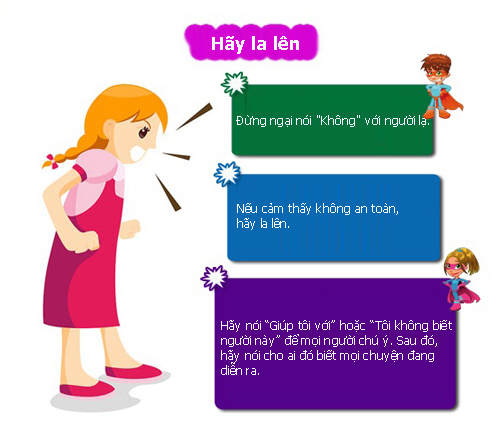 Hãy la lên
Đừng ngại nói "Không" với người lạ.
Nếu cảm thấy không an toàn,
hãy la lên.
Hãy nói “Giúp tôi với” hoặc “Tôi không biết
người này” để mọi người chú ý. Sau đó,
hãy nói cho ai đó biết mọi chuyện đang
diễn ra.